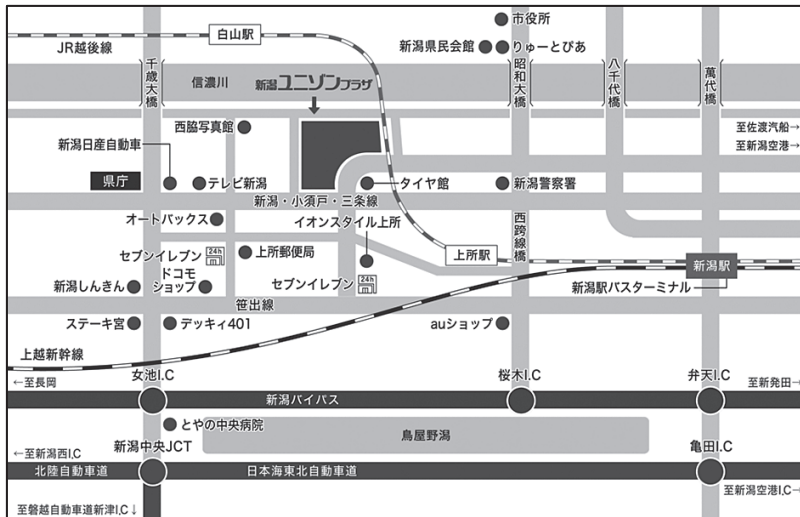 市役所
白山駅
新潟県民会館
りゅーとぴあ
JR越後線
千歳大橋
信濃川
新潟ユニゾンプラザ
昭和大橋
八千代橋
萬代橋
西脇写真館
至佐渡汽船→
新潟日産自動車
至新潟空港→
県庁
テレビ新潟
タイヤ館
新潟警察署
新潟・小須戸・三条線
オートバックス
イオンスタイル上所
西跨線橋
セブンイレブン
24h
上所郵便局
上所駅
新潟駅
ドコモ
ショップ
新潟しんきん
セブンイレブン
24h
新潟駅バスターミナル
笹出線
ステーキ宮
デッキィ401
auショップ
上越新幹線
女池I.C
桜木I.C
弁天I.C
←至長岡
至新発田→
新潟バイパス
とやの中央病院
鳥屋野潟
新潟中央JCT
亀田I.C
←至新潟西I.C
北陸自動車道
日本海東北自動車道
至新潟空港I.C→
至磐越自動車道新津I.C↓